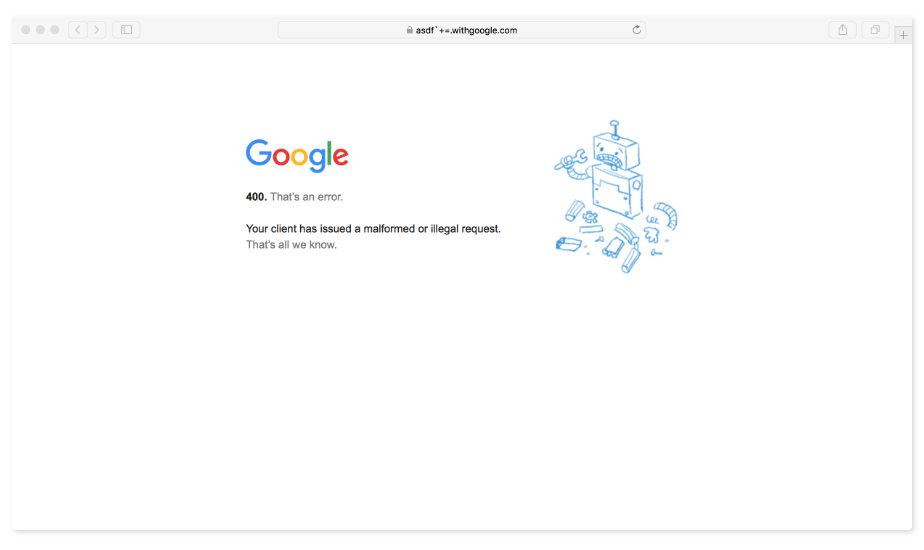 asdf`+=.withgoogle.com
Google
400. That's an error.
Your client has issued a malformed or illegal request.
That's all we know.